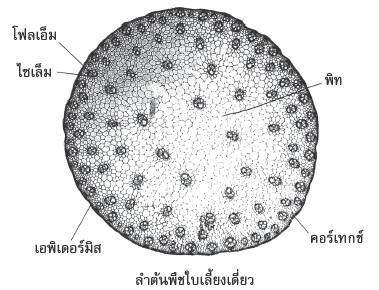 โฟลเอ็ม
ไซเล็ม
พิท
เอพิเดอร์มิส
คอร์เทกซ์
ลำต้นพืชใบเลี้ยงเดี่ยว